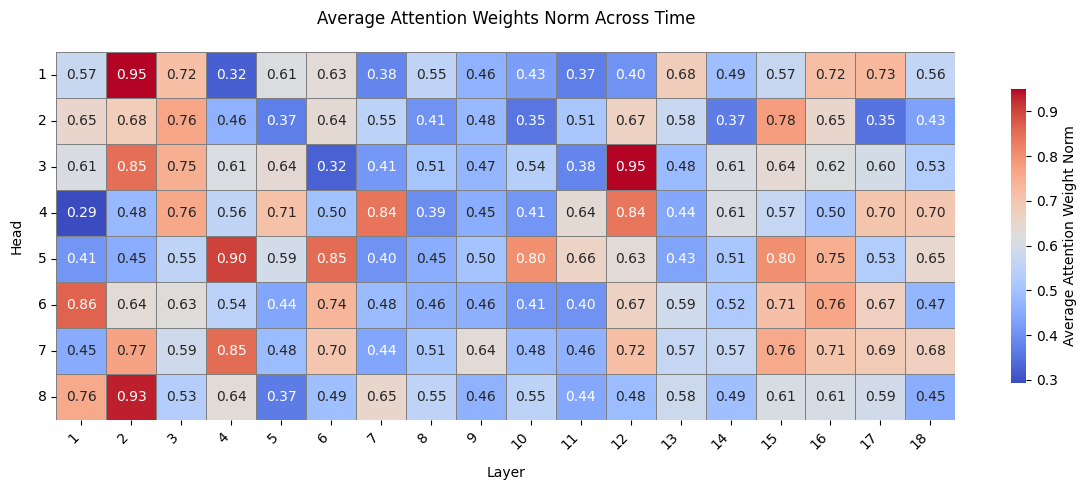 Average Attention Weights Norm Across Time
1 0.57 0.95 0.72 0.32 0.61 0.63 0.38 0.55 0.46 0.43 0.37 0.40 0.68 0.49 0.57 0.72 0.73 0.56
2 0.65 0.68 0.76 0.46 0.37 0.64 0.55 0.41 0.48 0.35 0.51 0.67 0.58 0.37 0.78 0.65 0.35 0.43
3 0.61 0.85 0.75 0.61 0.64 0.32 0.41 0.51 0.47 0.54 0.38 0.95 0.48 0.61 0.64 0.62 0.60 0.53
4 0.29 0.48 0.76 0.56 0.71 0.50 0.84 0.39 0.45 0.41 0.64 0.84 0.44 0.61 0.57 0.50 0.70 0.70
5 0.41 0.45 0.55 0.90 0.59 0.85 0.40 0.45 0.50 0.80 0.66 0.63 0.43 0.51 0.80 0.75 0.53 0.65
6 0.86 0.64 0.63 0.54 0.44 0.74 0.48 0.46 0.46 0.41 0.40 0.67 0.59 0.52 0.71 0.76 0.67 0.47
7 0.45 0.77 0.59 0.85 0.48 0.70 0.44 0.51 0.64 0.48 0.46 0.72 0.57 0.57 0.76 0.71 0.69 0.68
8 0.76 0.93 0.53 0.64 0.37 0.49 0.65 0.55 0.46 0.55 0.44 0.48 0.58 0.49 0.61 0.61 0.59 0.45
1 2 3 4 5 6 7 8 9 10 11 12 13 14 15 16 17 18
Layer
Head
0.9
0.8
0.7
0.6
0.5
0.4
0.3
Average Attention Weight Norm